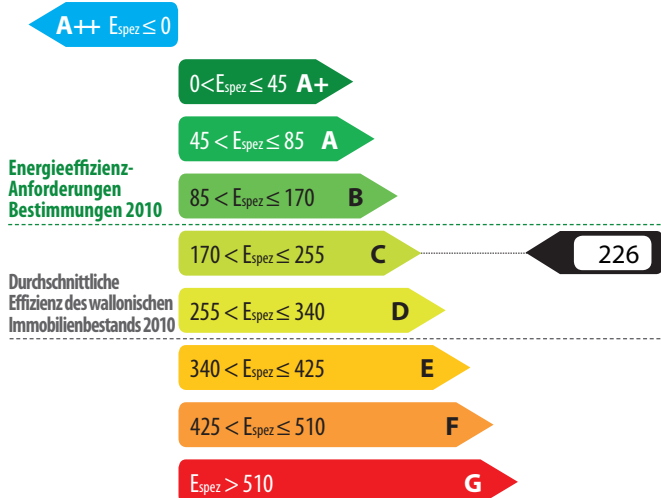 A++ Espez ≤ 0
0<Espez ≤ 45 A+
45 < Espez ≤ 85 A
Energieeffizienz-
Anforderungen
Bestimmungen 2010
85 < Espez ≤ 170 B
170 < Espez ≤ 255 C
226
Durchschnittliche
Effizienz des wallonischen
Immobilienbestands 2010
255 < Espez ≤ 340 D
340 < Espez ≤ 425 E
425 < Espez ≤ 510 F
Espez > 510 G